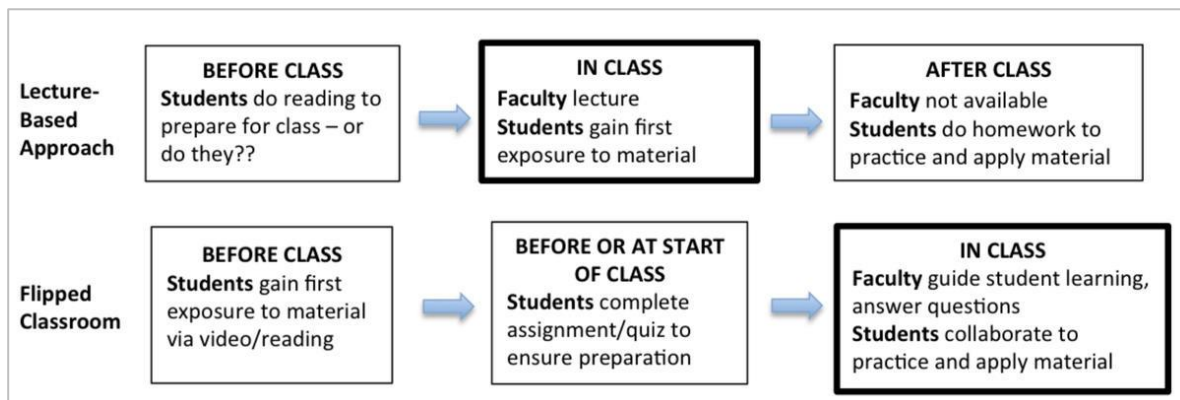 Lecture-
Based
Approach
BEFORE CLASS
Students do reading to
prepare for class – or
do they??
IN CLASS
Faculty lecture
Students gain first
exposure to material
AFTER CLASS
Faculty not available
Students do homework to
practice and apply material
Flipped
Classroom
BEFORE CLASS
Students gain first
exposure to material
via video/reading
BEFORE OR AT START
OF CLASS
Students complete
assignment/quiz to
ensure preparation
IN CLASS
Faculty guide student learning,
answer questions
Students collaborate to
practice and apply material